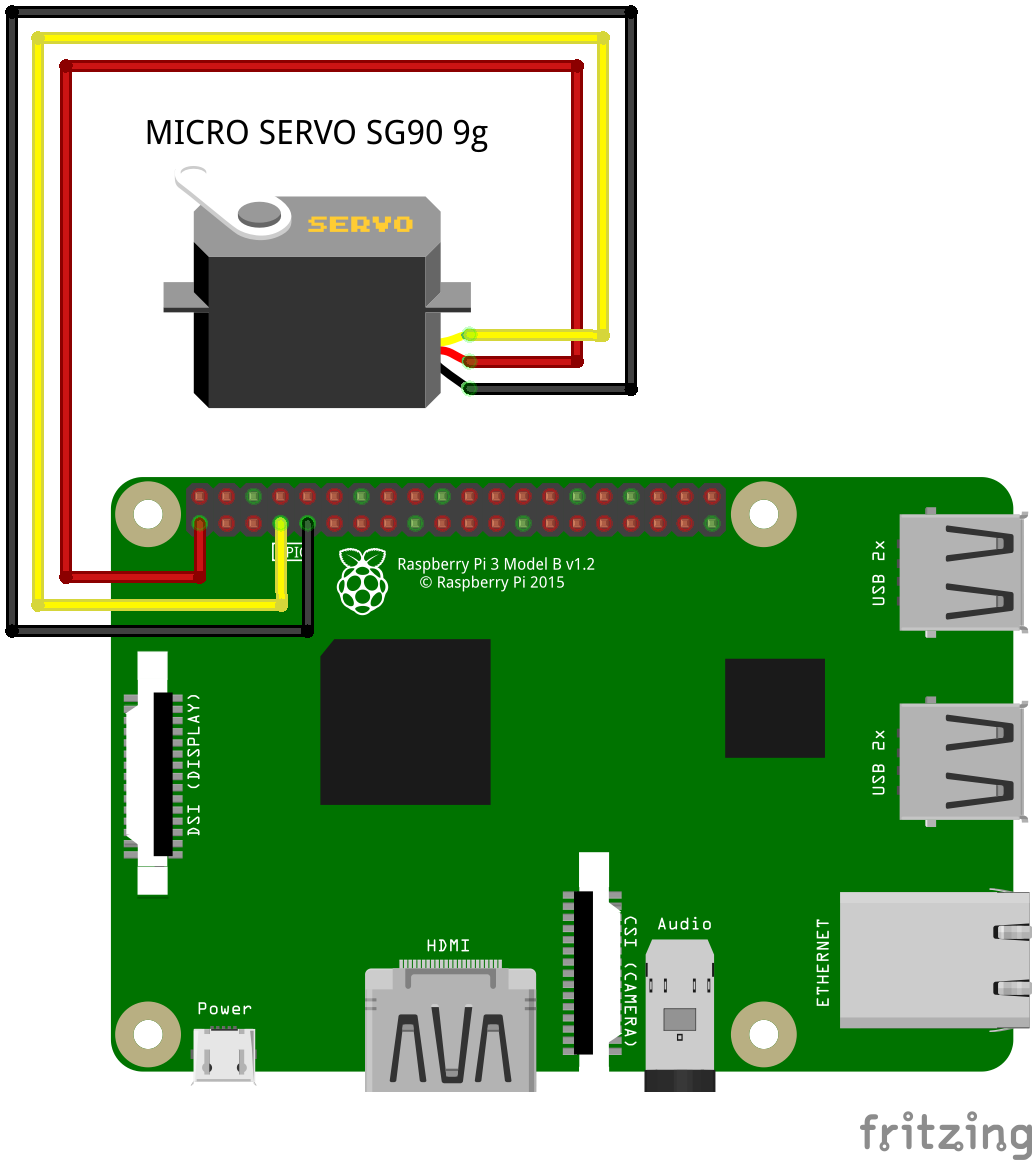 MICRO SERVO SG90 9g
SERVO
GPIO
Raspberry Pi 3 Model B v1.2
© Raspberry Pi 2015
USB 2x
DSI (DISPLAY)
USB 2x
CSI (CAMERA)
Audio
ETHERNET
HDMI
Power
fritzing